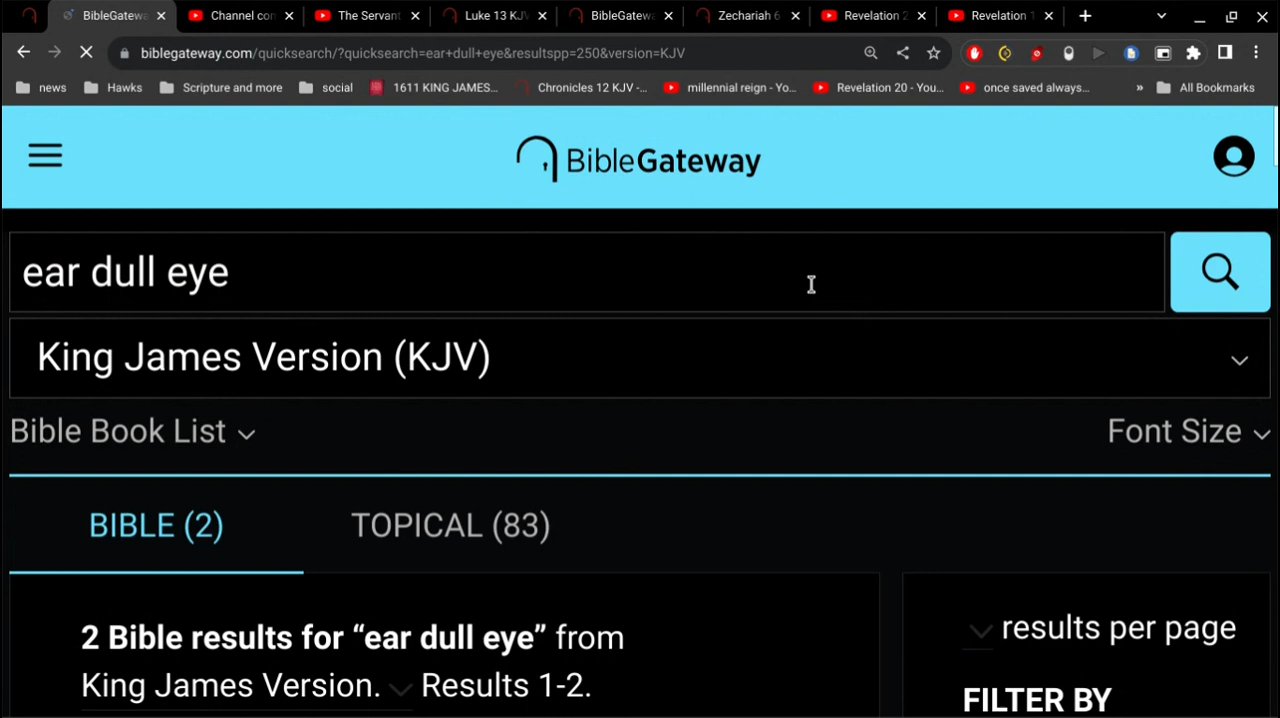 BibleGatewa
Channel con
The Servant
Luke 13 KJV
BibleGatewa
Zechariah 6
Revelation 2
Revelation 1
biblegateway.com/quicksearch/?quicksearch=ear+dull+eye&resultspp=250&version=KJV
news
Hawks
Scripture and more
social
1611 KING JAMES...
Chronicles 12 KJV -...
millennial reign - Yo...
Revelation 20 - You...
once saved always...
»
All Bookmarks
BibleGateway
ear dull eye
King James Version (KJV)
Bible Book List
Font Size
BIBLE (2)
TOPICAL (83)
2 Bible results for “ear dull eye” from
King James Version. Results 1-2.
results per page
FILTER BY